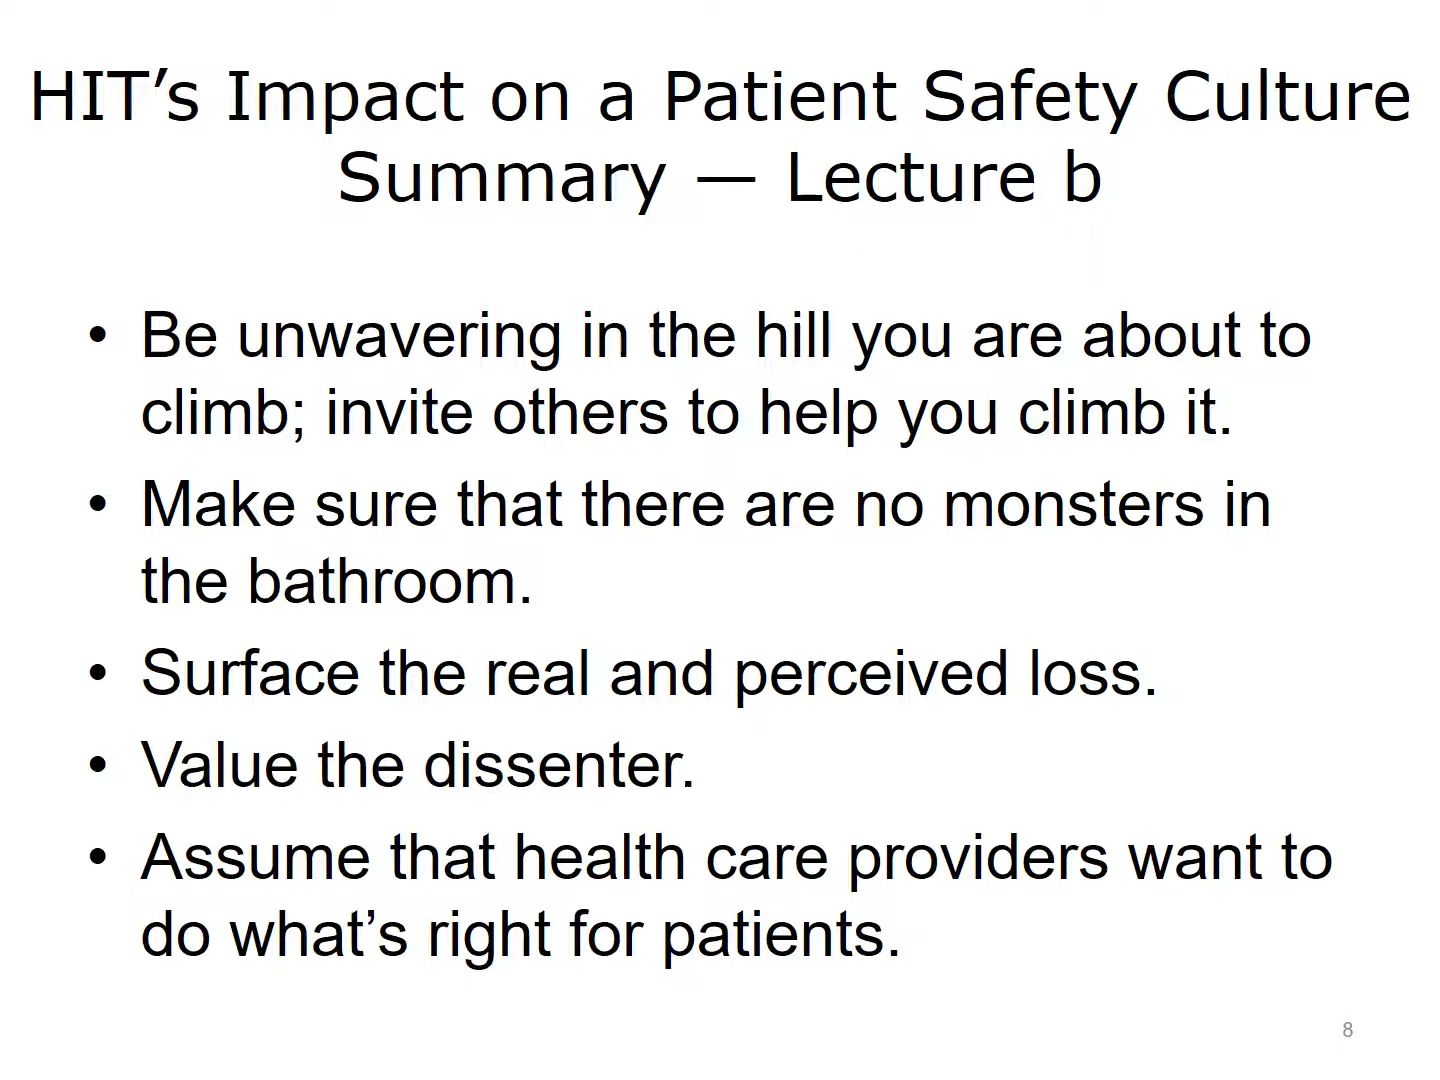 HIT’s Impact on a Patient Safety Culture
Summary — Lecture b
• Be unwavering in the hill you are about to
climb; invite others to help you climb it.
• Make sure that there are no monsters in
the bathroom.
• Surface the real and perceived loss.
• Value the dissenter.
• Assume that health care providers want to
do what’s right for patients.
8